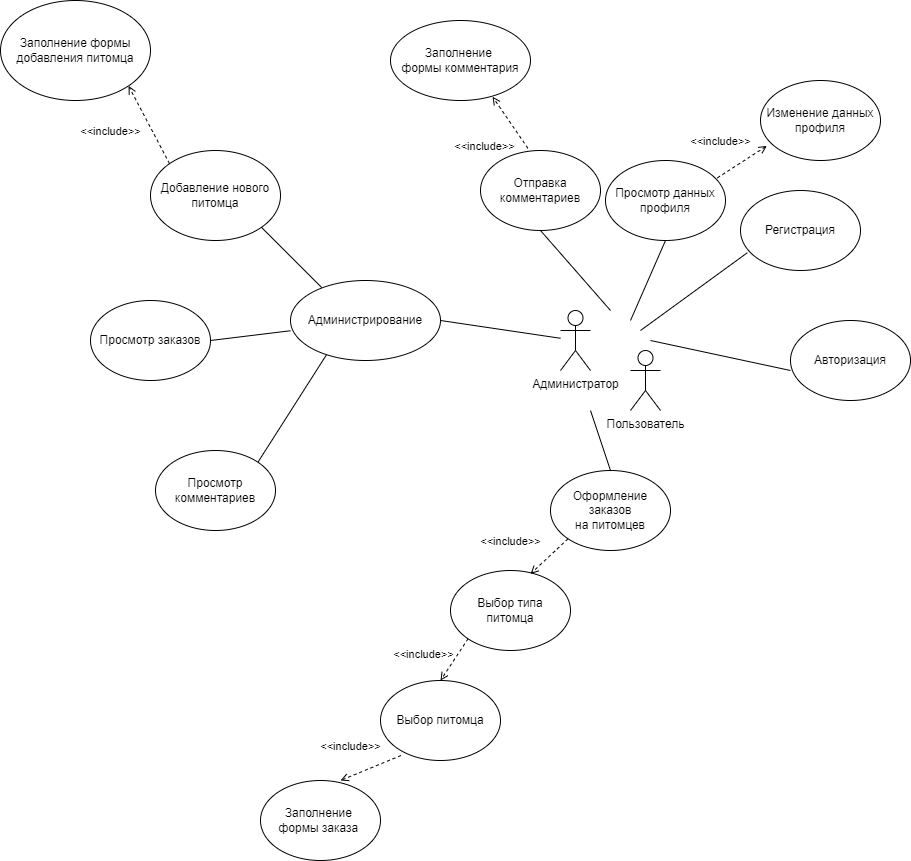 Заполнение формы
добавления питомца
Заполнение
формы комментария
Изменение данных
профиля
<<include>>
<<include>>
<<include>>
Добавление нового
питомца
Отправка
комментариев
Просмотр данных
профиля
Регистрация
Администрирование
Просмотр заказов
Авторизация
Администратор
Пользователь
Просмотр
комментариев
Оформление
заказов
на питомцев
<<include>>
Выбор типа
питомца
<<include>>
Выбор питомца
<<include>>
Заполнение
формы заказа